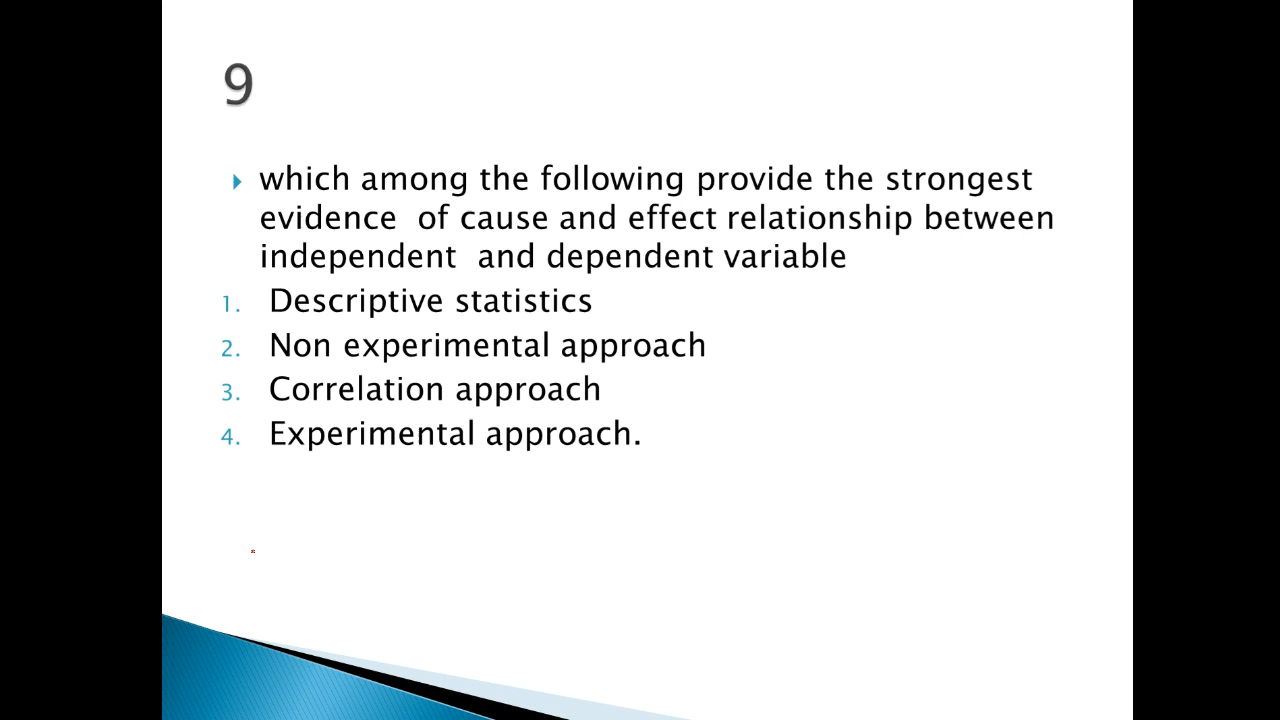 9
which among the following provide the strongest
evidence  of cause and effect relationship between
independent  and dependent variable
1. Descriptive statistics
2. Non experimental approach
3. Correlation approach
4. Experimental approach.